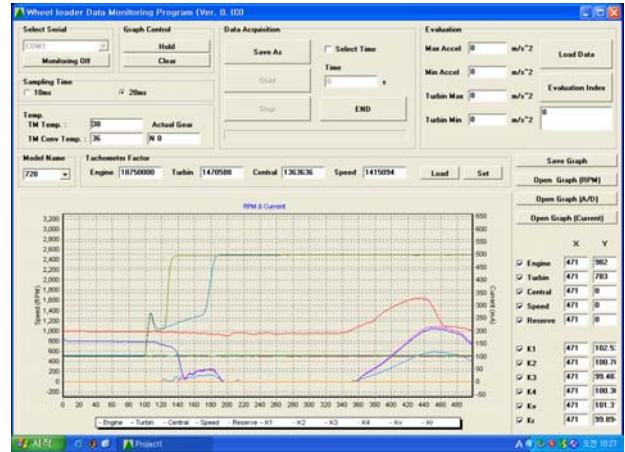 Wheel loader Data Monitoring Program (Ver. 0. 03)
Select Serial
COM1
Monitoring Off
Graph Control
Hold
Clear
Sampling Time
10ms
20ms
Temp.
TM Temp. : 38
Actual Gear
TM Conv Temp. : 36
N 0
Data Acquisition
Save As
Select Time
Time
0 s
Start
Stop
END
Evaluation
Max Accel 0 m/s^2
Min Accel 0 m/s^2
Turbin Max 0 m/s^2
Turbin Min 0 m/s^2
Load Data
Evaluation Index
0
Model Name
720
Tachometer Factor
Engine 18750000 Turbin 1470588 Central 1363636 Speed 1415094 Load Set
Save Graph
Open Graph (RPM)
Open Graph (A/D)
Open Graph (Current)
RPM & Current
Speed (RPM)
3,200
3,000
2,800
2,600
2,400
2,200
2,000
1,800
1,600
1,400
1,200
1,000
800
600
400
200
0
-200
650
600
550
500
450
400
350
300
250
200
150
100
50
0
-50
Current (mA)
0 20 40 60 80 100 120 140 160 180 200 220 240 260 280 300 320 340 360 380 400 420 440 460 480
- Engine - Turbin - Central - Speed - Reserve - K1 - K2 - K3 - K4 - Kv - Kr
X Y
Engine 471 982
Turbin 471 783
Central 471 0
Speed 471 0
Reserve 471 0
K1 471 102.5
K2 471 100.7
K3 471 99.48
K4 471 100.3
Kv 471 101.3
Kr 471 99.89
시작
Project1
오전 10:27